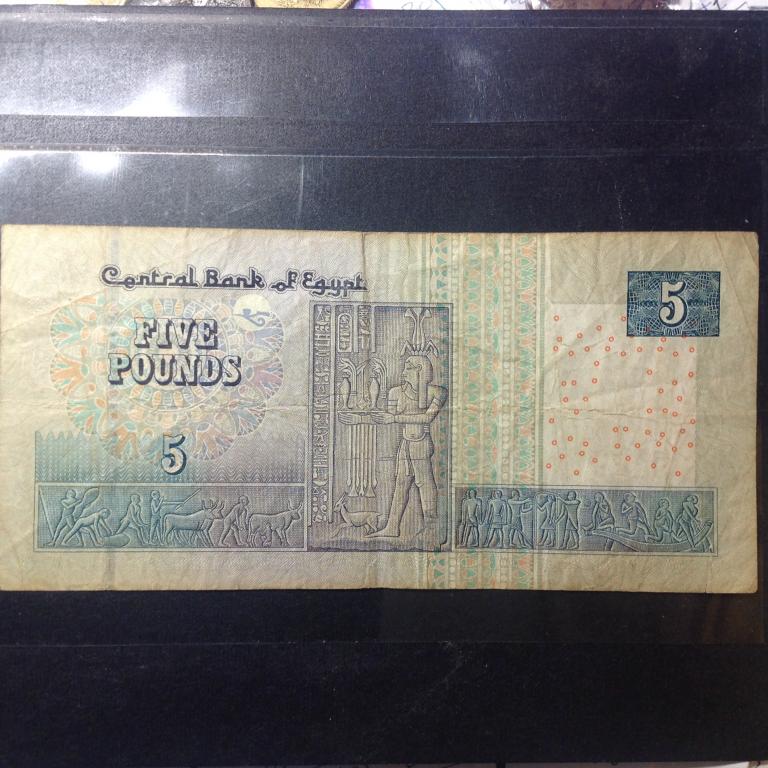 Central Bank of Egypt
FIVE
POUNDS
5
5